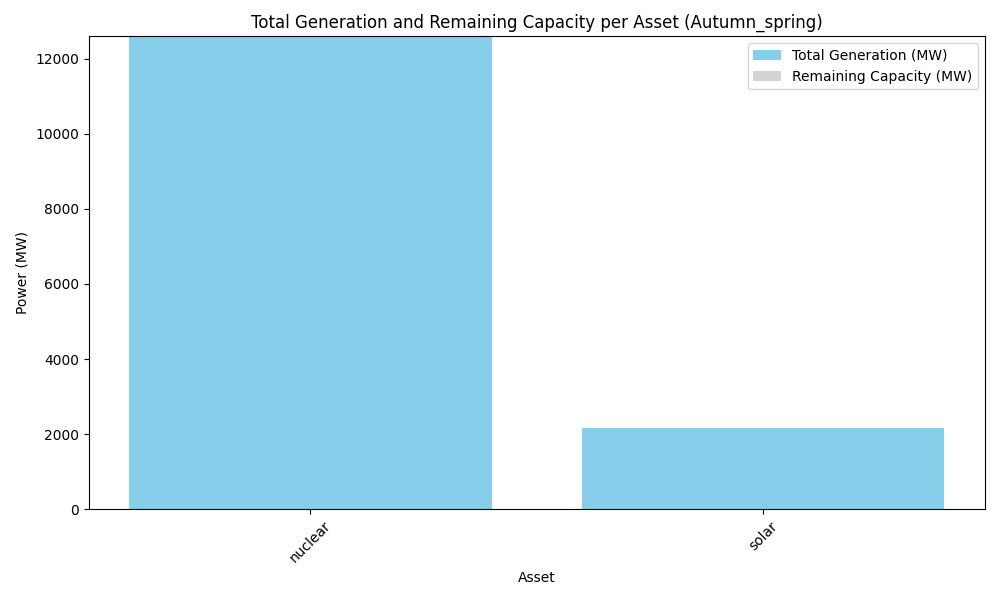 Total Generation and Remaining Capacity per Asset (Autumn_spring)
Total Generation (MW)
Remaining Capacity (MW)
Power (MW)
12000
10000
8000
6000
4000
2000
0
nuclear
solar
Asset